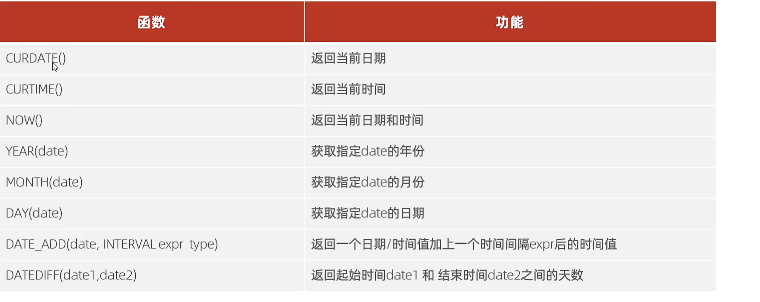 函数 功能
CURDATE() 返回当前日期
CURTIME() 返回当前时间
NOW() 返回当前日期和时间
YEAR(date) 获取指定date的年份
MONTH(date) 获取指定date的月份
DAY(date) 获取指定date的日期
DATE_ADD(date, INTERVAL expr type) 返回一个日期/时间值加上一个时间间隔expr后的时间值
DATEDIFF(date1,date2) 返回起始时间date1 和 结束时间date2之间的天数